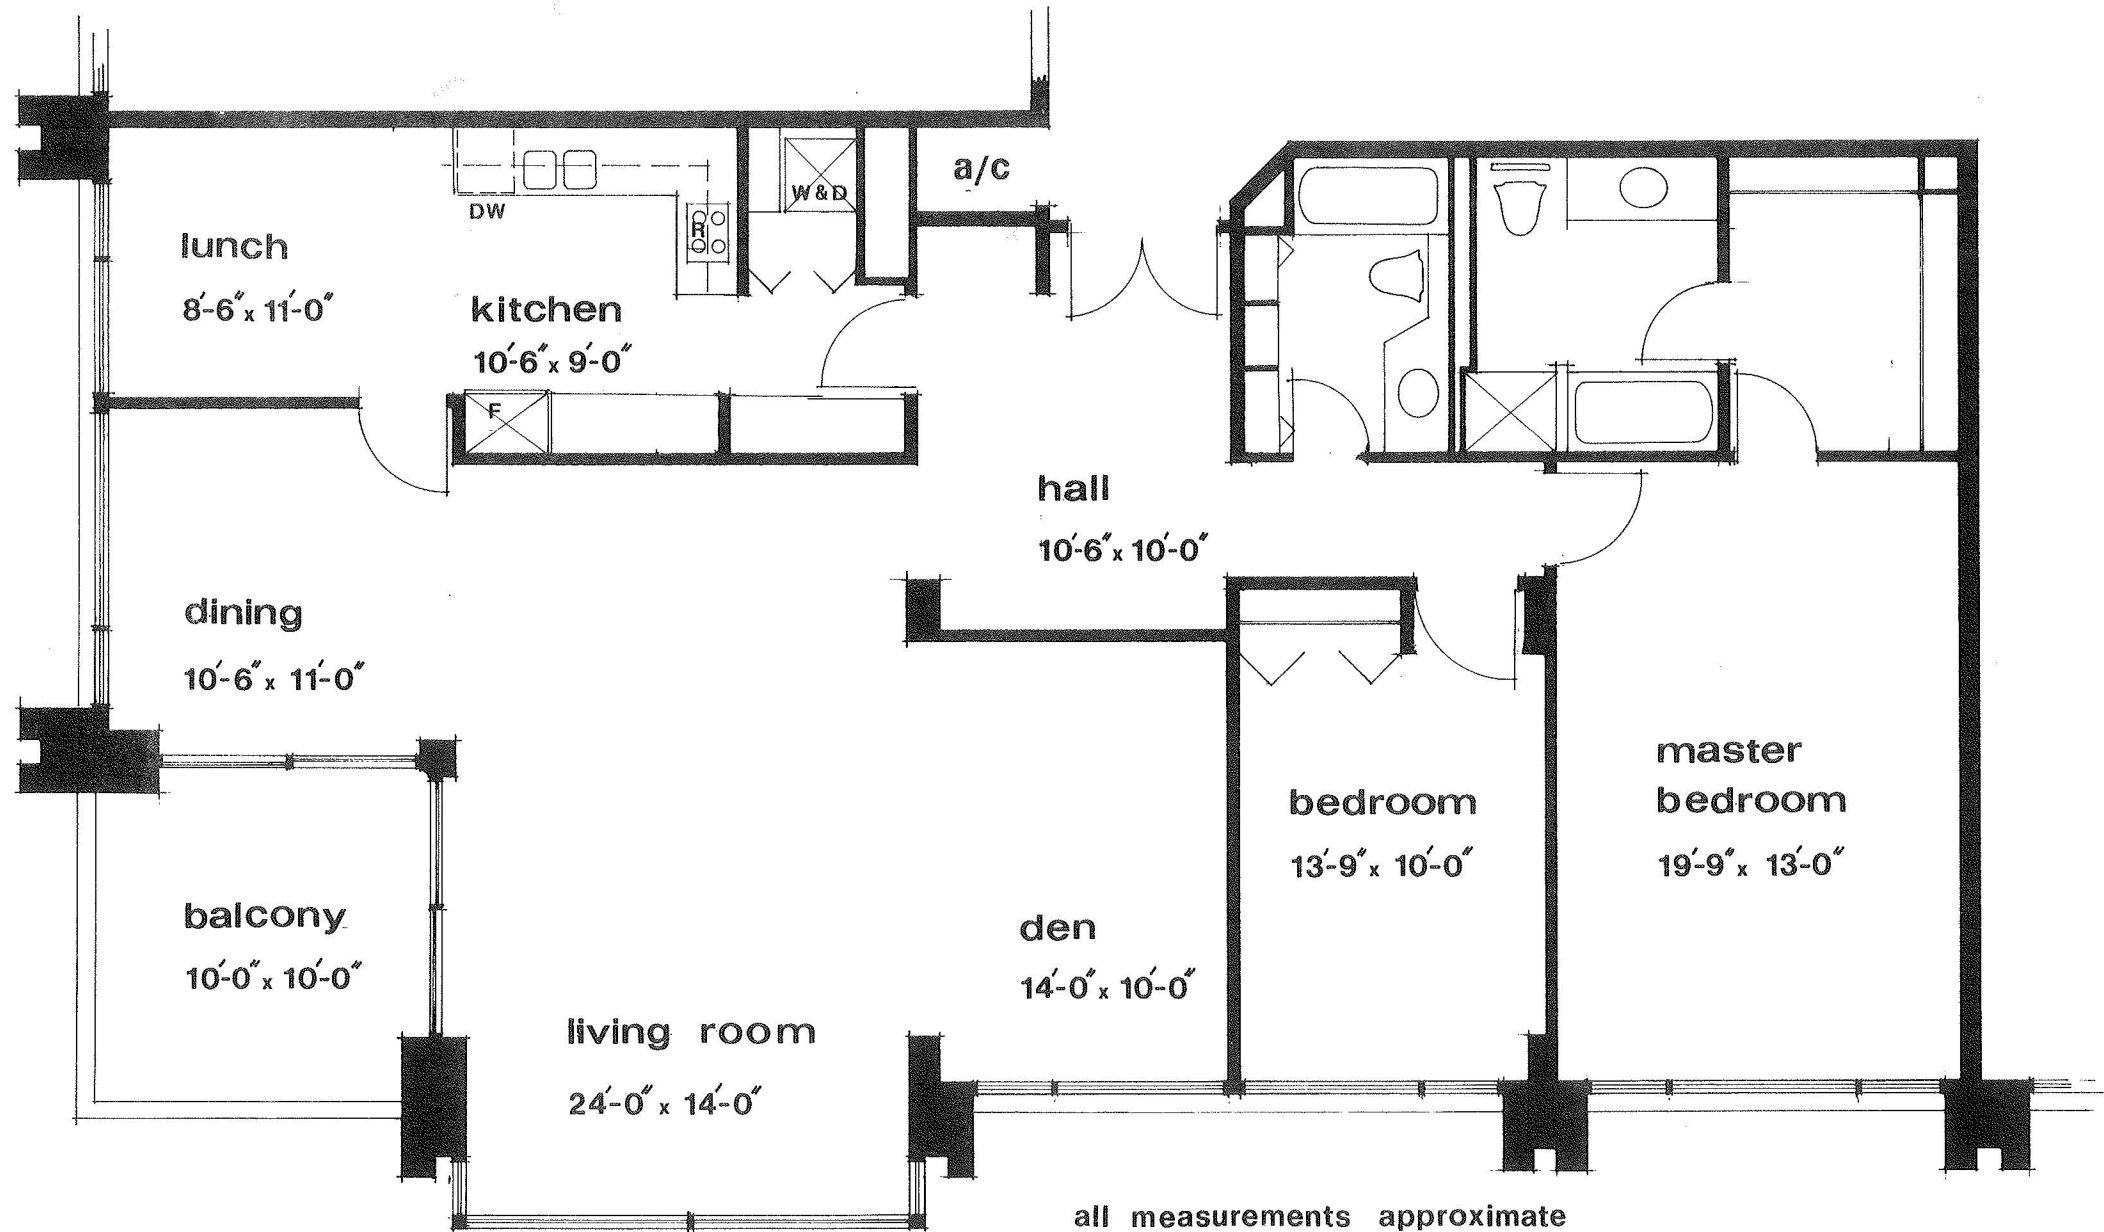 a/c
W & D
DW
R
lunch
8'-6" x 11'-0"
kitchen
10'-6" x 9'-0"
F
hall
10'-6" x 10'-0"
dining
10'-6" x 11'-0"
master
bedroom
19'-9" x 13'-0"
bedroom
13'-9" x 10'-0"
balcony
10'-0" x 10'-0"
den
14'-0" x 10'-0"
living room
24'-0" x 14'-0"
all measurements approximate